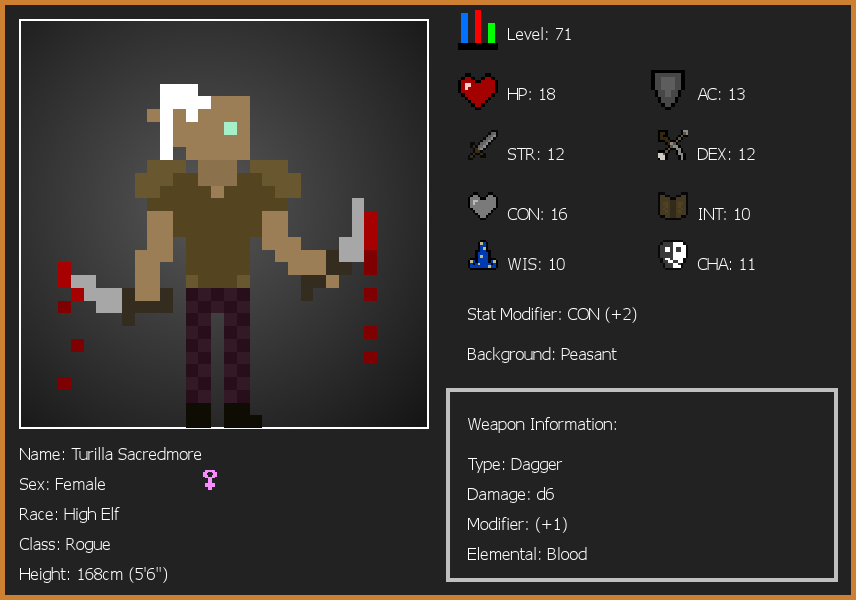 Level: 71
HP: 18
AC: 13
STR: 12
DEX: 12
CON: 16
INT: 10
WIS: 10
CHA: 11
Stat Modifier: CON (+2)
Background: Peasant
Weapon Information:
Type: Dagger
Damage: d6
Modifier: (+1)
Elemental: Blood
Name: Turilla Sacredmore
Sex: Female
Race: High Elf
Class: Rogue
Height: 168cm (5'6")